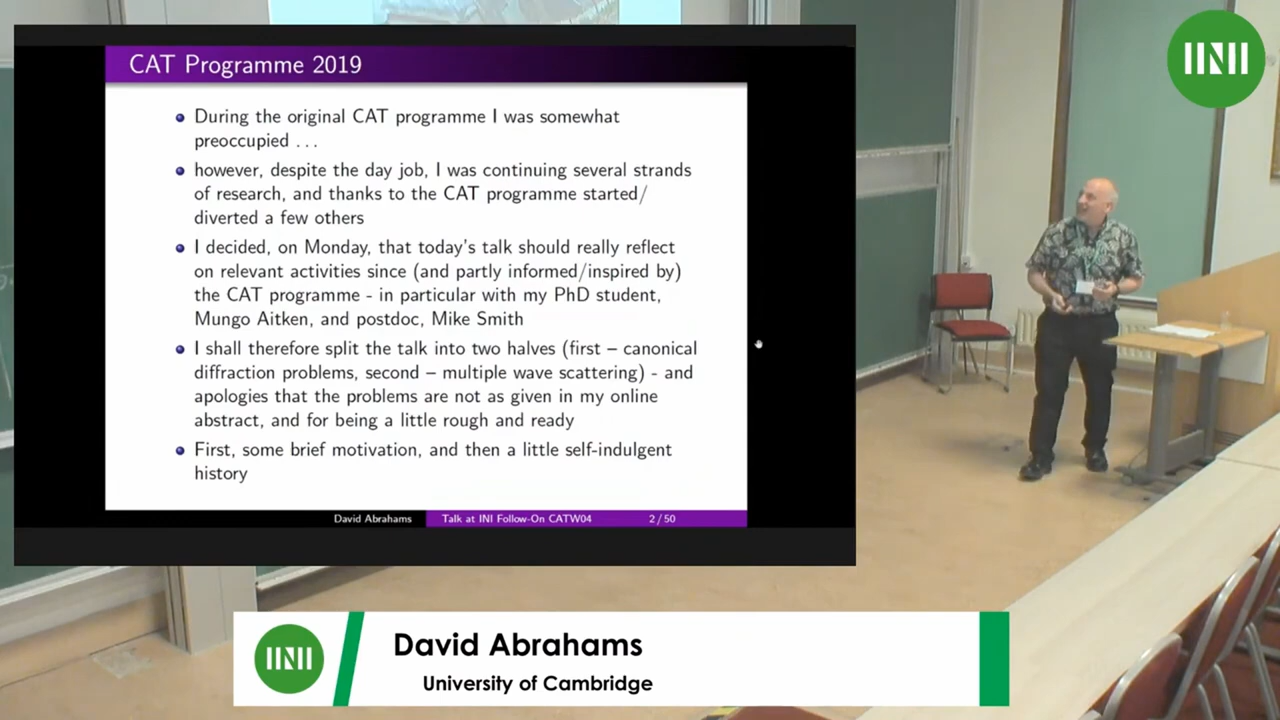 CAT Programme 2019
During the original CAT programme I was somewhat
preoccupied ...
however, despite the day job, I was continuing several strands
of research, and thanks to the CAT programme started/
diverted a few others
I decided, on Monday, that today's talk should really reflect
on relevant activities since (and partly informed/inspired by)
the CAT programme - in particular with my PhD student,
Mungo Aitken, and postdoc, Mike Smith
I shall therefore split the talk into two halves (first – canonical
diffraction problems, second – multiple wave scattering) - and
apologies that the problems are not as given in my online
abstract, and for being a little rough and ready
First, some brief motivation, and then a little self-indulgent
history
David Abrahams
Talk at INI Follow-On CATW04
2 / 50
INI
INI
David Abrahams
University of Cambridge